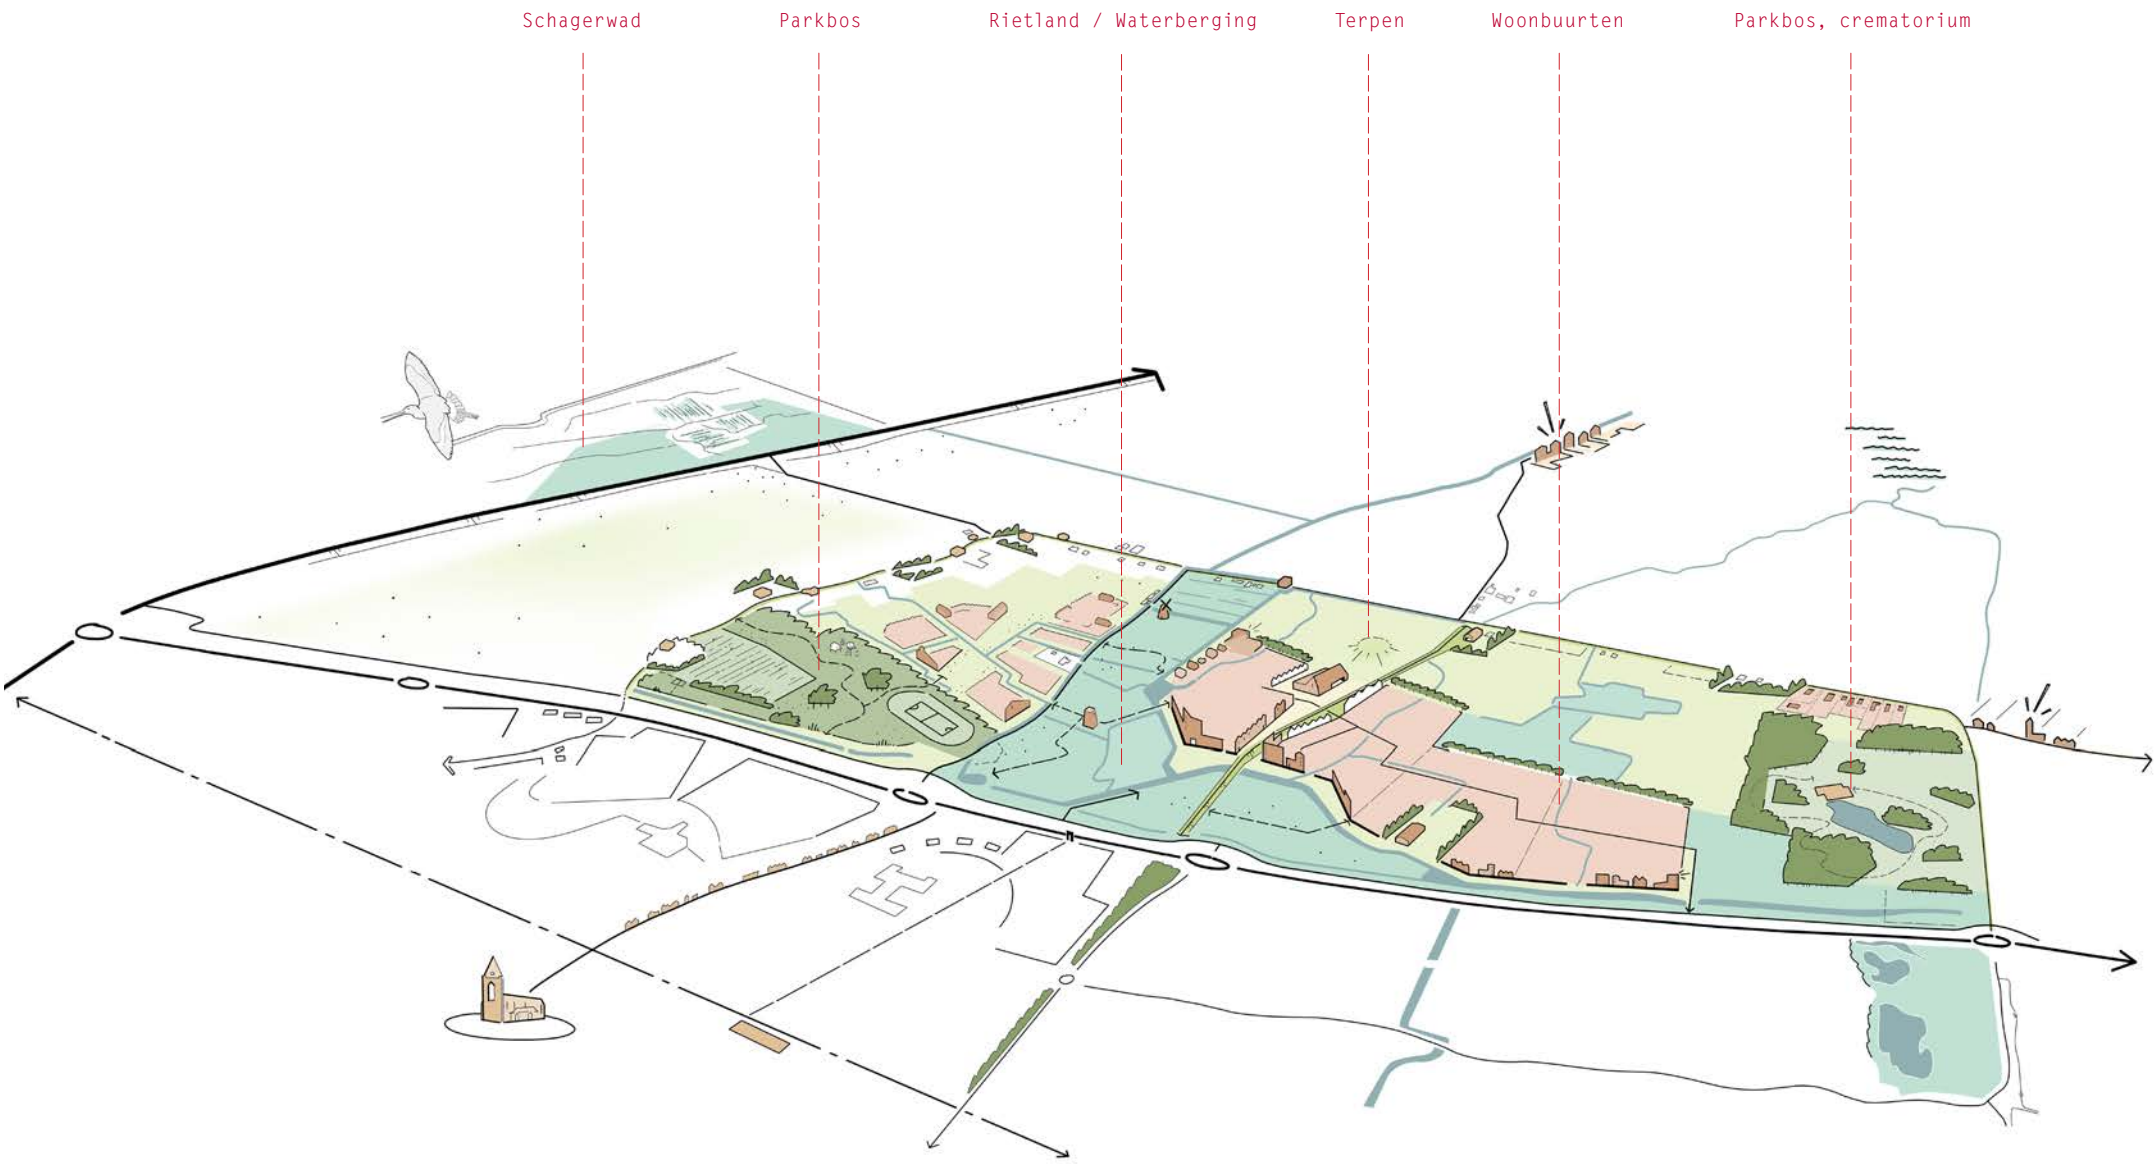 Schagerwad
Parkbos
Rietland / Waterberging
Terpen
Woonbuurten
Parkbos, crematorium